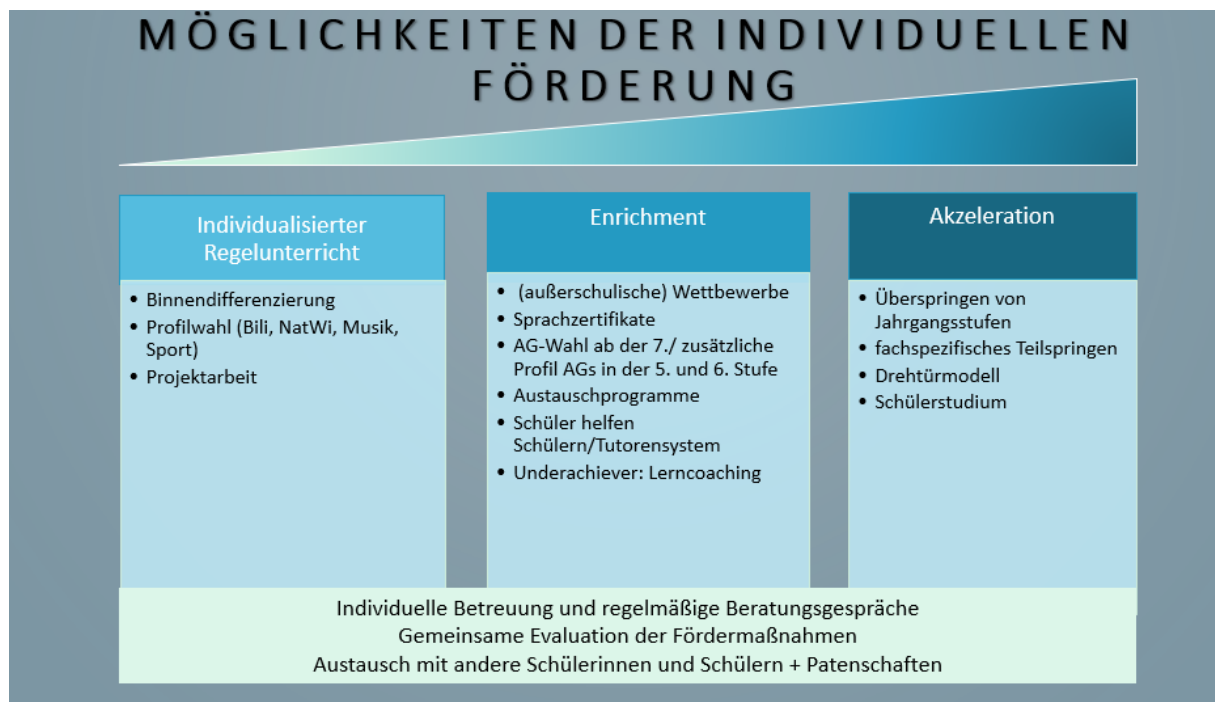 MÖGLICHKEITEN DER INDIVIDUELLEN
FÖRDERUNG
Individualisierter
Regelunterricht
• Binnendifferenzierung
• Profilwahl (Bili, NatWi, Musik,
Sport)
• Projektarbeit
Enrichment
• (außerschulische) Wettbewerbe
• Sprachzertifikate
• AG-Wahl ab der 7./ zusätzliche
Profil AGs in der 5. und 6. Stufe
• Austauschprogramme
• Schüler helfen
Schülern/Tutorensystem
• Underachiever: Lerncoaching
Akzeleration
• Überspringen von
Jahrgangsstufen
• fachspezifisches Teilspringen
• Drehtürmodell
• Schülerstudium
Individuelle Betreuung und regelmäßige Beratungsgespräche
Gemeinsame Evaluation der Fördermaßnahmen
Austausch mit andere Schülerinnen und Schülern + Patenschaften